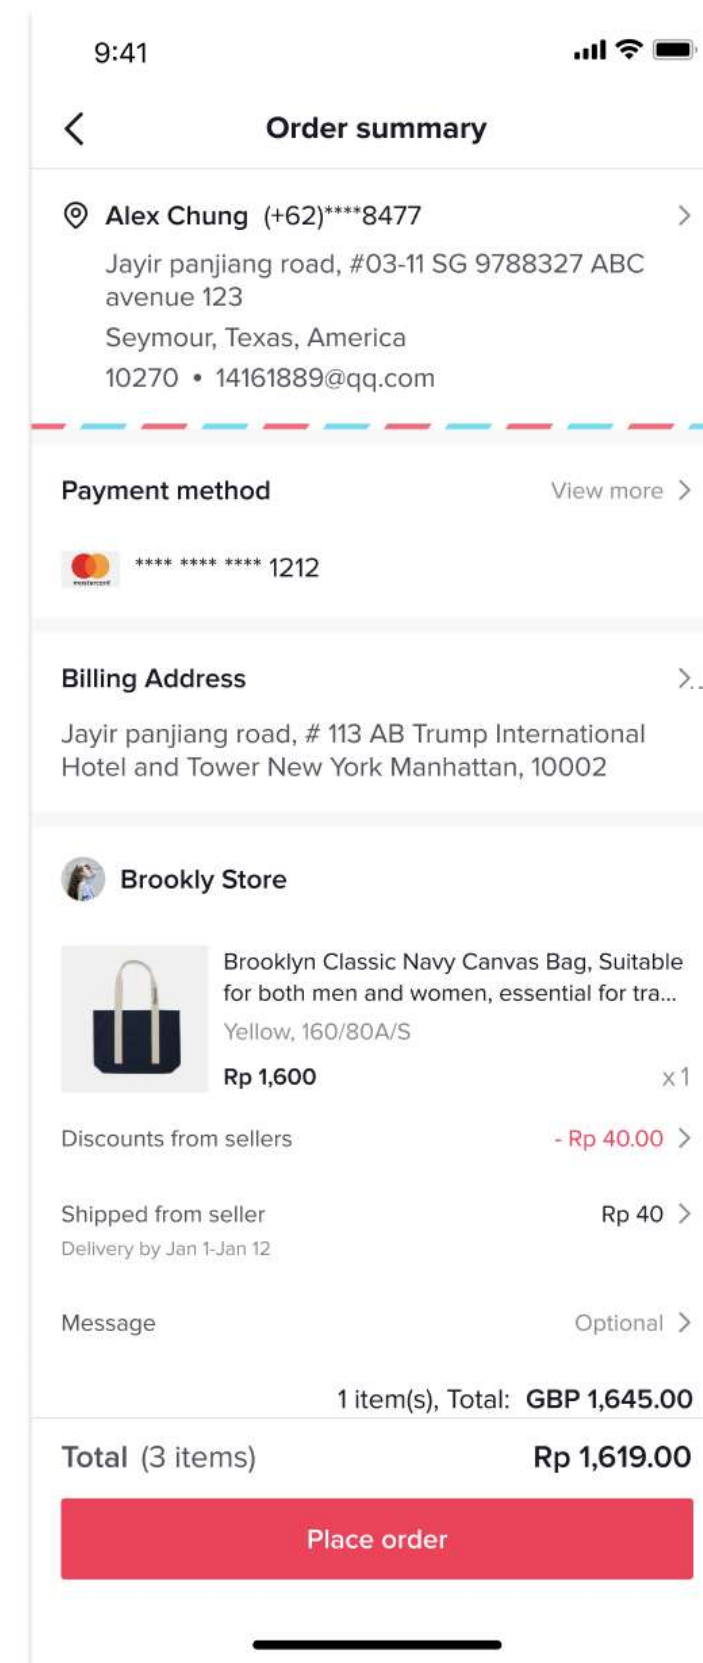 9:41
Order summary
Alex Chung (+62)****8477
Jayir panjiang road, #03-11 SG 9788327 ABC
avenue 123
Seymour, Texas, America
10270 • 14161889@qq.com
Payment method View more
mastercard **** **** **** 1212
Billing Address
Jayir panjiang road, # 113 AB Trump International
Hotel and Tower New York Manhattan, 10002
Brookly Store
Brooklyn Classic Navy Canvas Bag, Suitable
for both men and women, essential for tra...
Yellow, 160/80A/S
Rp 1,600 x 1
Discounts from sellers - Rp 40.00
Shipped from seller Rp 40
Delivery by Jan 1-Jan 12
Message Optional
1 item(s), Total: GBP 1,645.00
Total (3 items) Rp 1,619.00
Place order